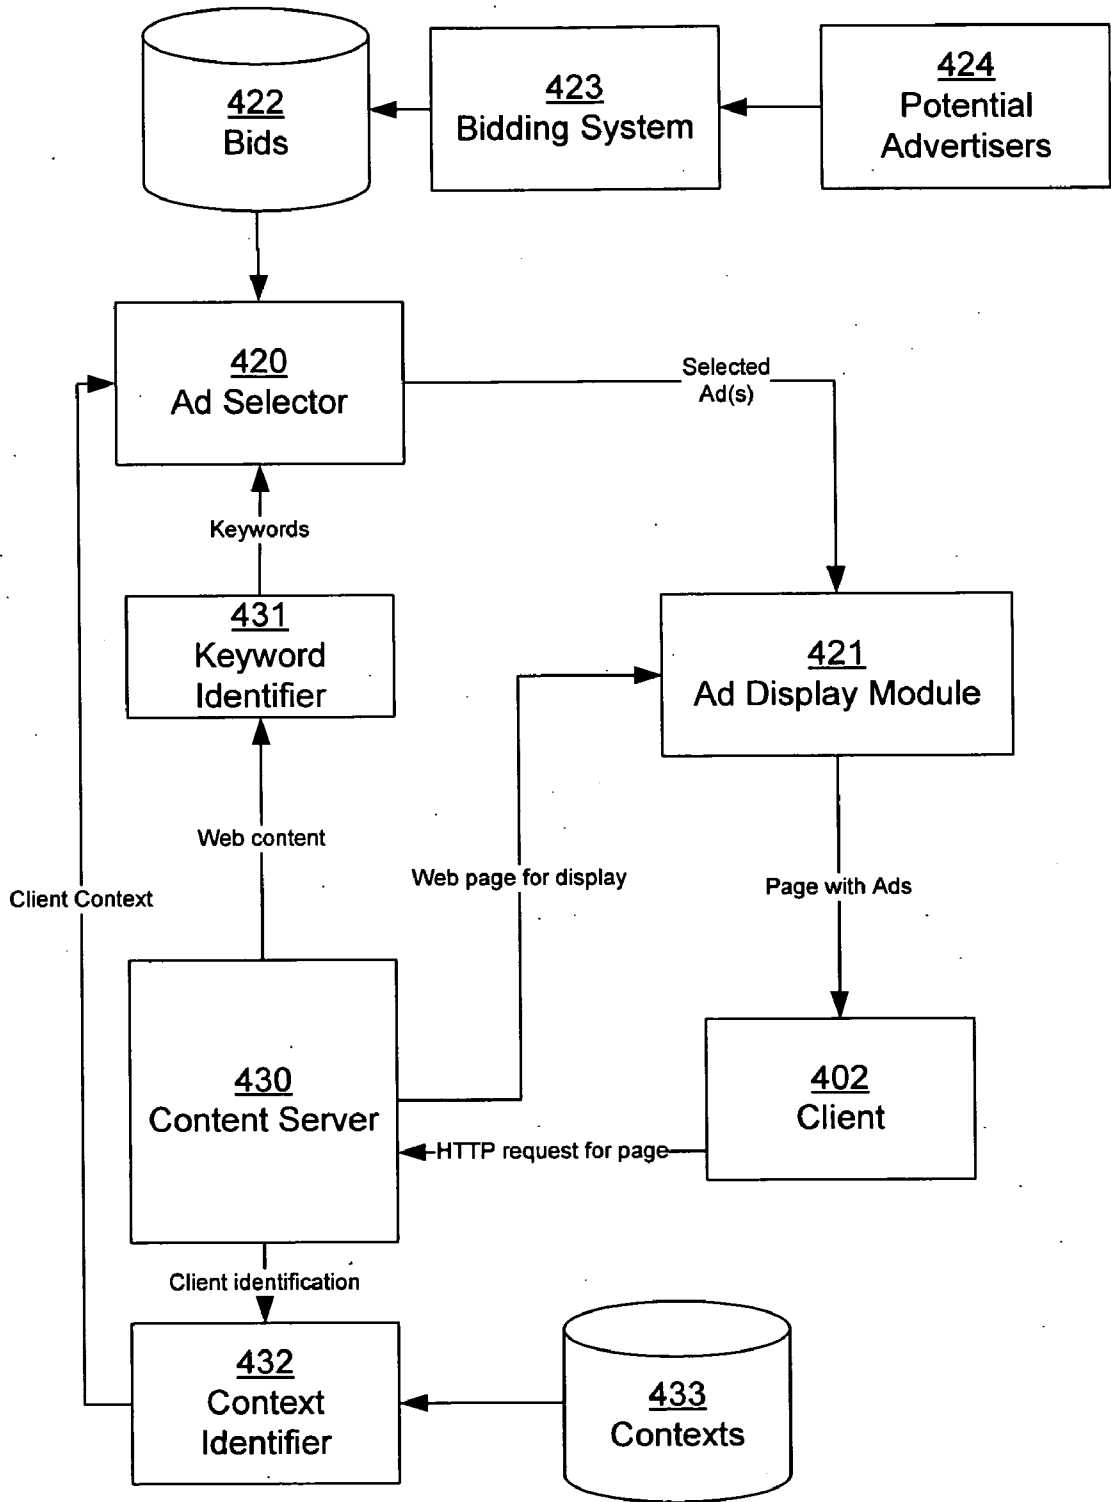 422
Bids
423
Bidding System
424
Potential
Advertisers
420
Ad Selector
Selected
Ad(s)
Keywords
431
Keyword
Identifier
421
Ad Display Module
Web content
Web page for display
Page with Ads
Client Context
430
Content Server
402
Client
HTTP request for page
Client identification
432
Context
Identifier
433
Contexts